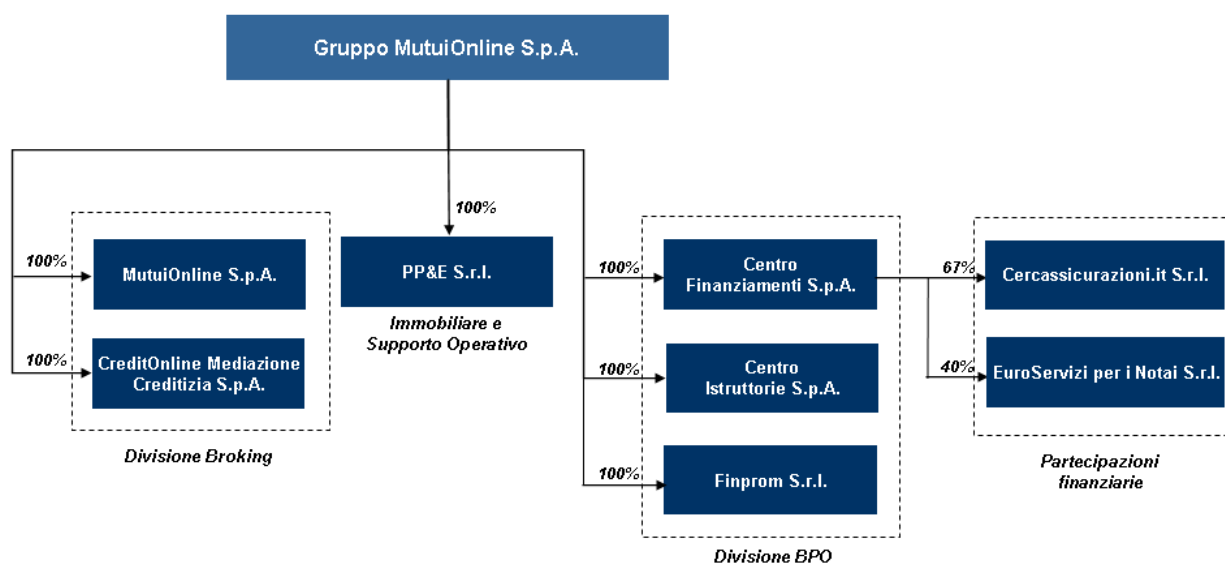 Gruppo MutuiOnline S.p.A.
100%
100%
MutuiOnline S.p.A.
100%
CreditOnline Mediazione
Creditizia S.p.A.
Divisione Broking
PP&E S.r.l.
Immobiliare e
Supporto Operativo
100%
Centro
Finanziamenti S.p.A.
100%
Centro
Istruttorie S.p.A.
100%
Finprom S.r.l.
Divisione BPO
67%
Cercassicurazioni.it S.r.l.
40%
EuroServizi per i Notai S.r.l.
Partecipazioni
finanziarie